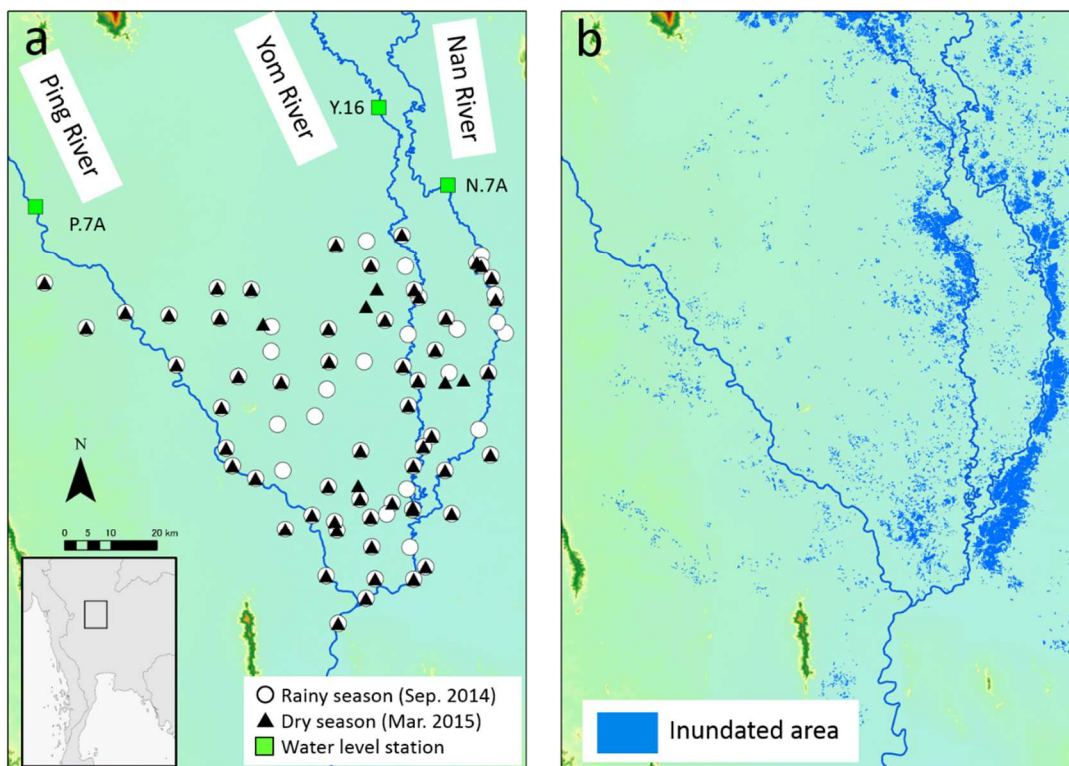 a
Ping River
Yom River
Nan River
Y.16
N.7A
P.7A
N
0 5 10 20 km
Rainy season (Sep. 2014)
Dry season (Mar. 2015)
Water level station
b
Inundated area